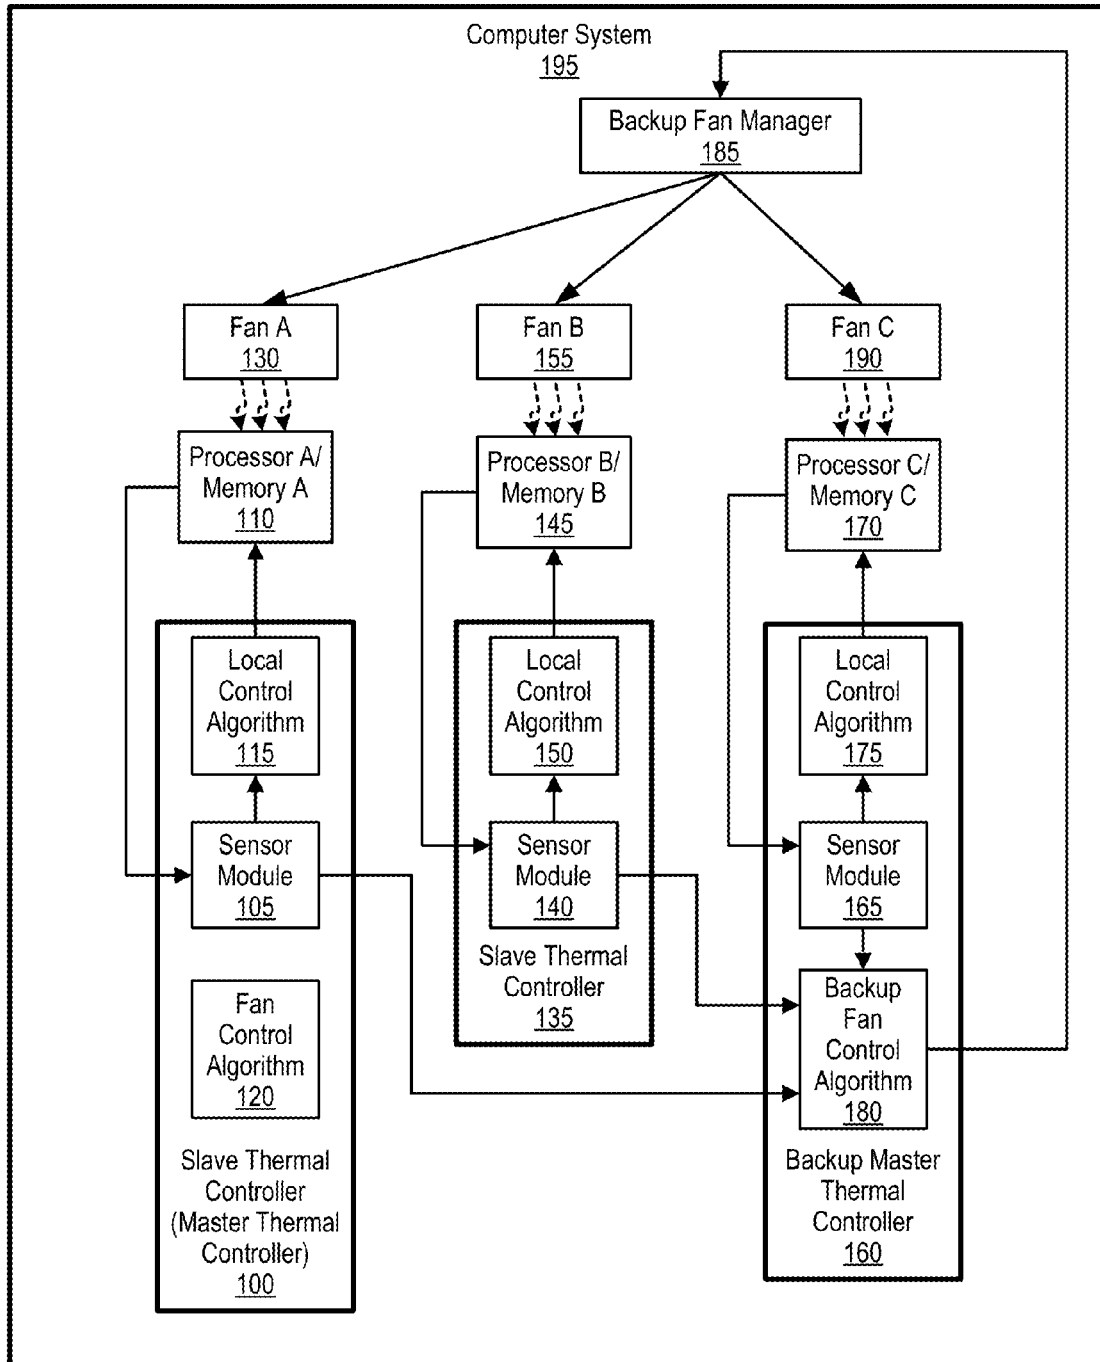 Computer System
195
Backup Fan Manager
185
Fan A
130
Fan B
155
Fan C
190
Processor A/
Memory A
110
Processor B/
Memory B
145
Processor C/
Memory C
170
Local
Control
Algorithm
115
Local
Control
Algorithm
150
Local
Control
Algorithm
175
Sensor
Module
105
Sensor
Module
140
Sensor
Module
165
Slave Thermal
Controller
135
Fan
Control
Algorithm
120
Backup
Fan
Control
Algorithm
180
Slave Thermal
Controller
(Master Thermal
Controller)
100
Backup Master
Thermal
Controller
160